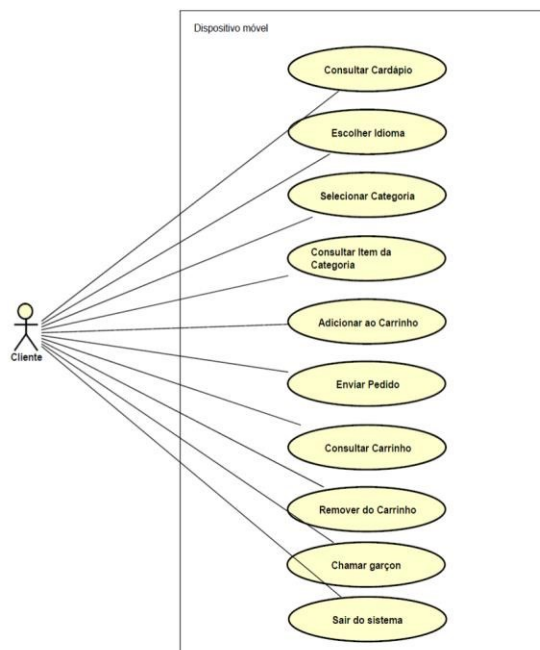 Dispositivo móvel
Consultar Cardápio
Escolher Idioma
Selecionar Categoria
Consultar Item da
Categoria
Adicionar ao Carrinho
Cliente
Enviar Pedido
Consultar Carrinho
Remover do Carrinho
Chamar garçon
Sair do sistema